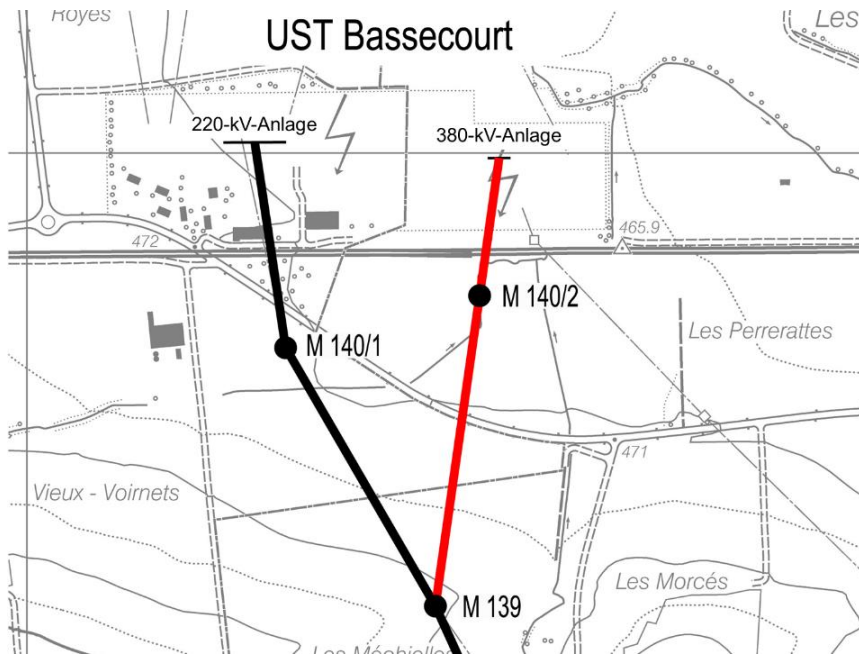 Royes
UST Bassecourt
Les
220-kV-Anlage
380-kV-Anlage
465.9
472
M 140/2
Les Perrerattes
M 140/1
471
Vieux - Voirnets
Les Morcés
M 139